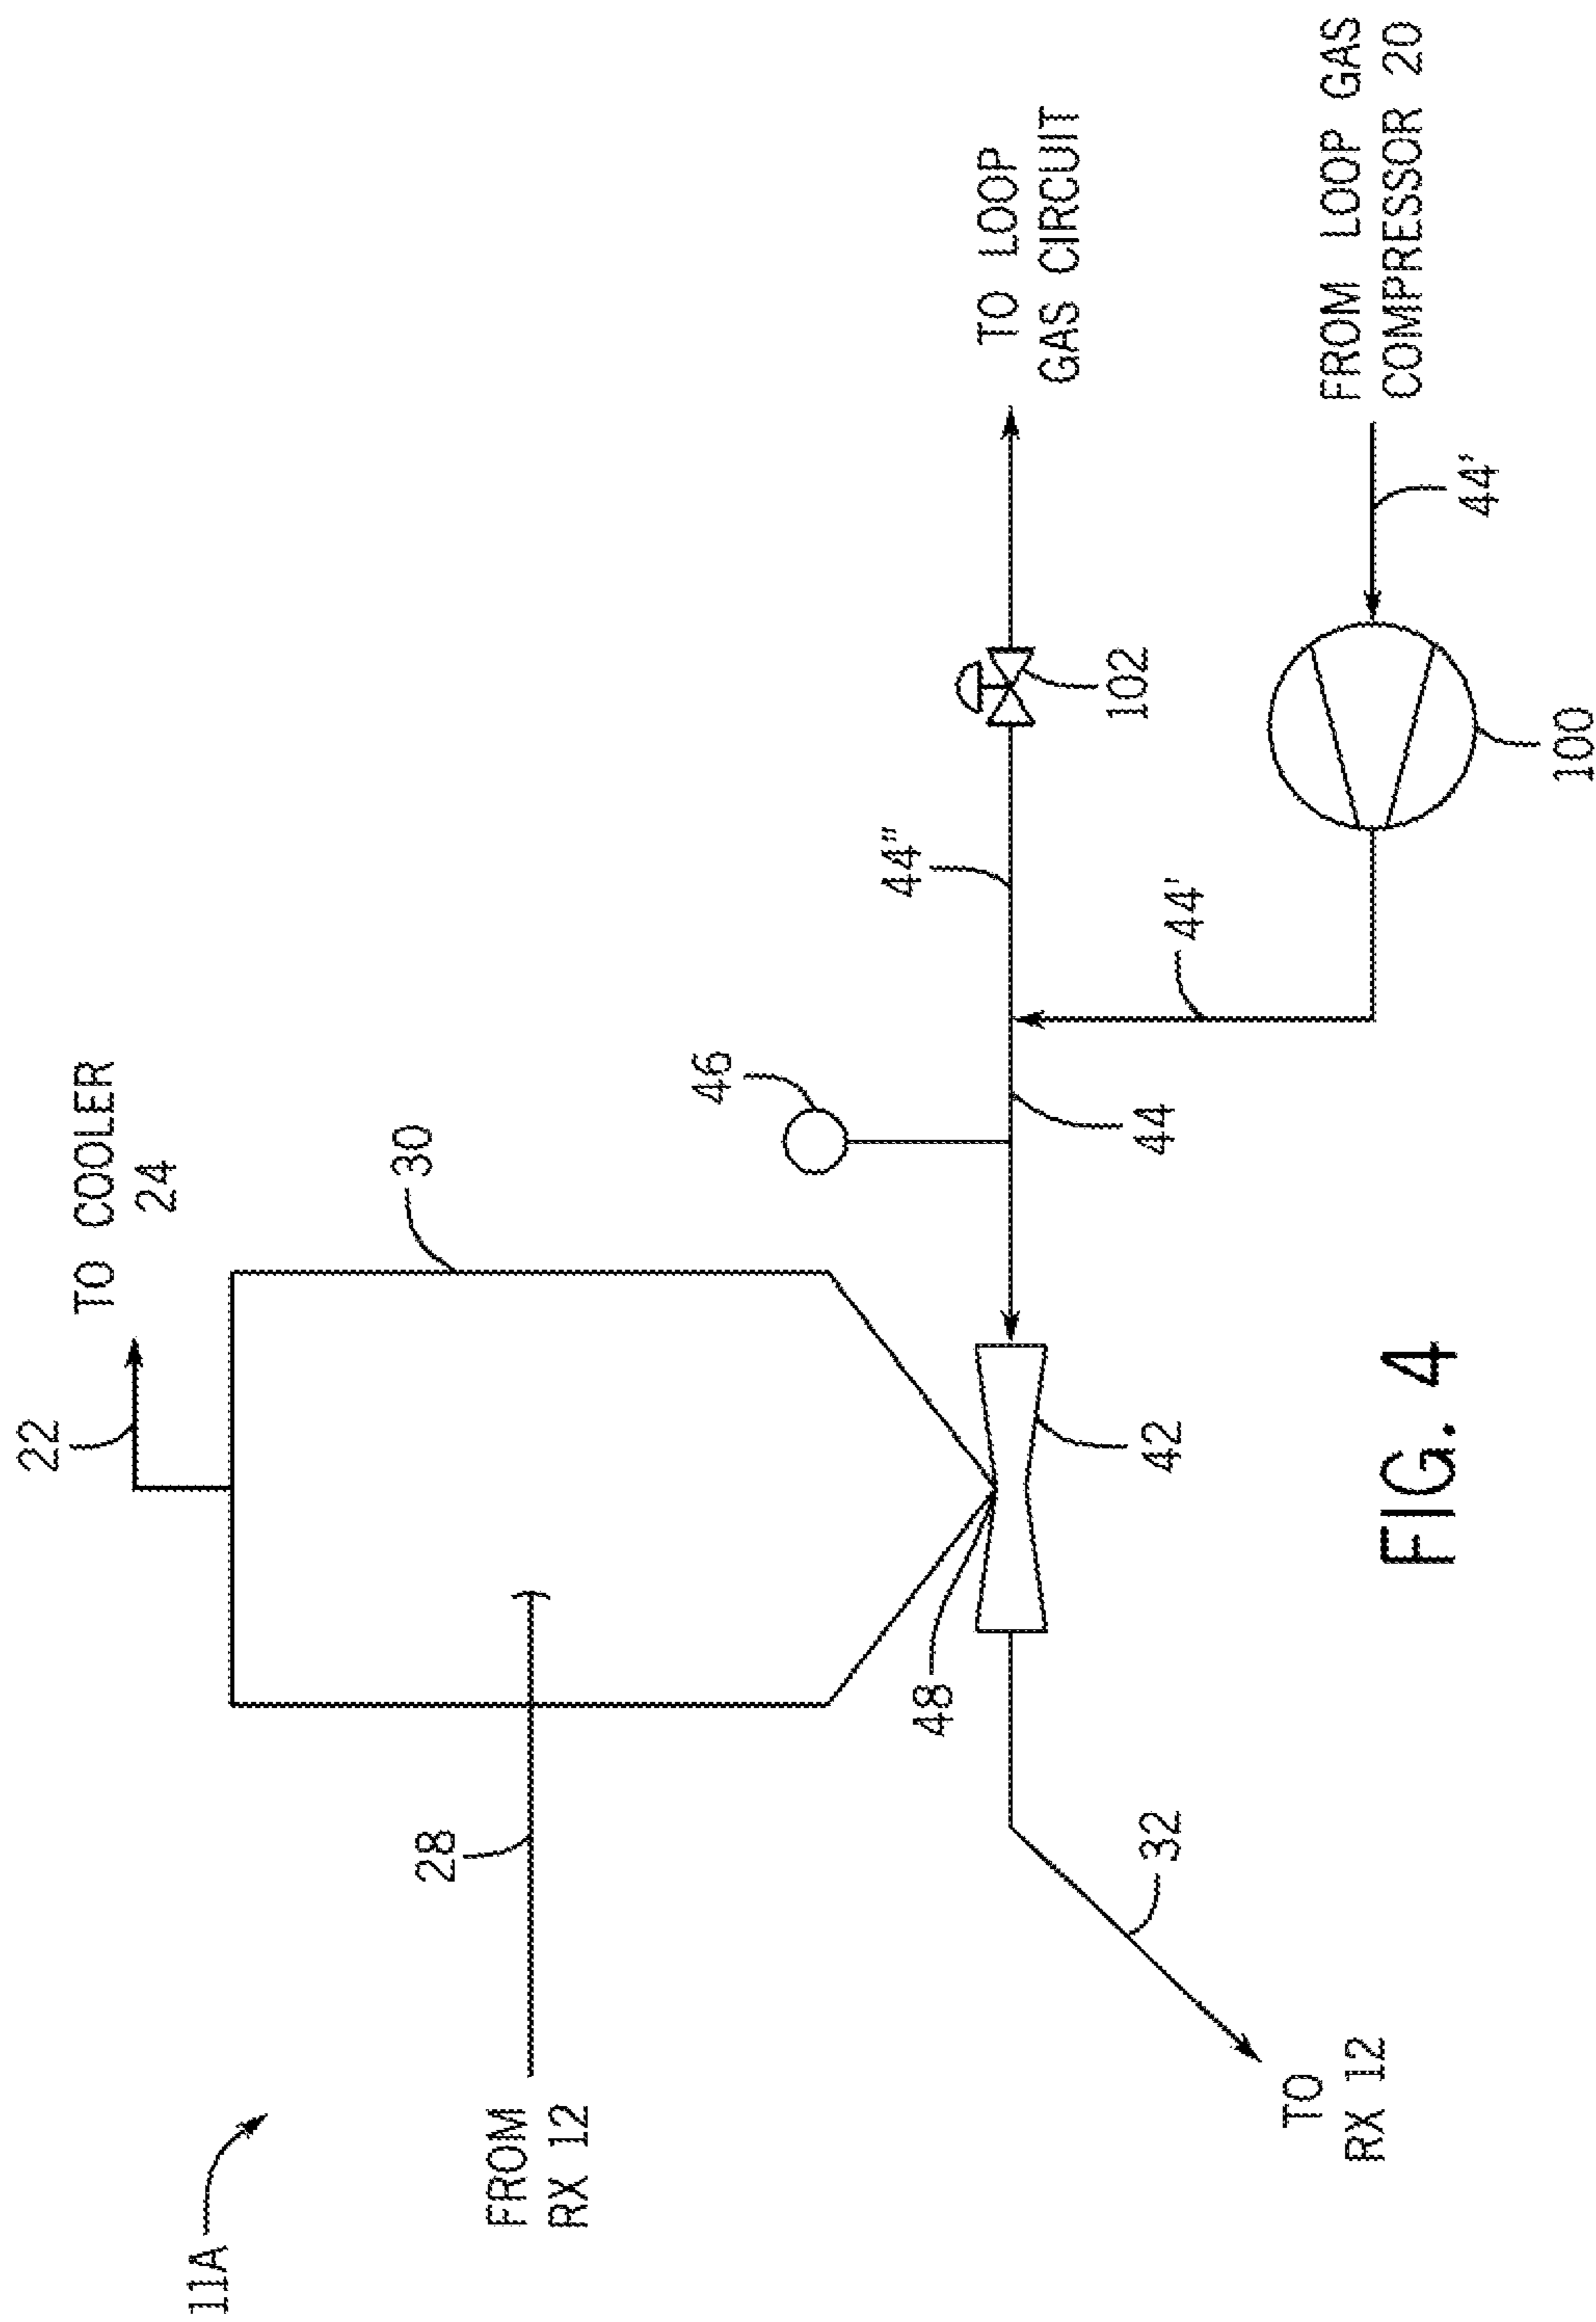 11A
22
TO COOLER
24
30
FROM
RX 12
28
46
48
42
44
44"
44'
102
TO LOOP
GAS CIRCUIT
32
TO
RX 12
100
44'
FROM LOOP GAS
COMPRESSOR 20
FIG. 4